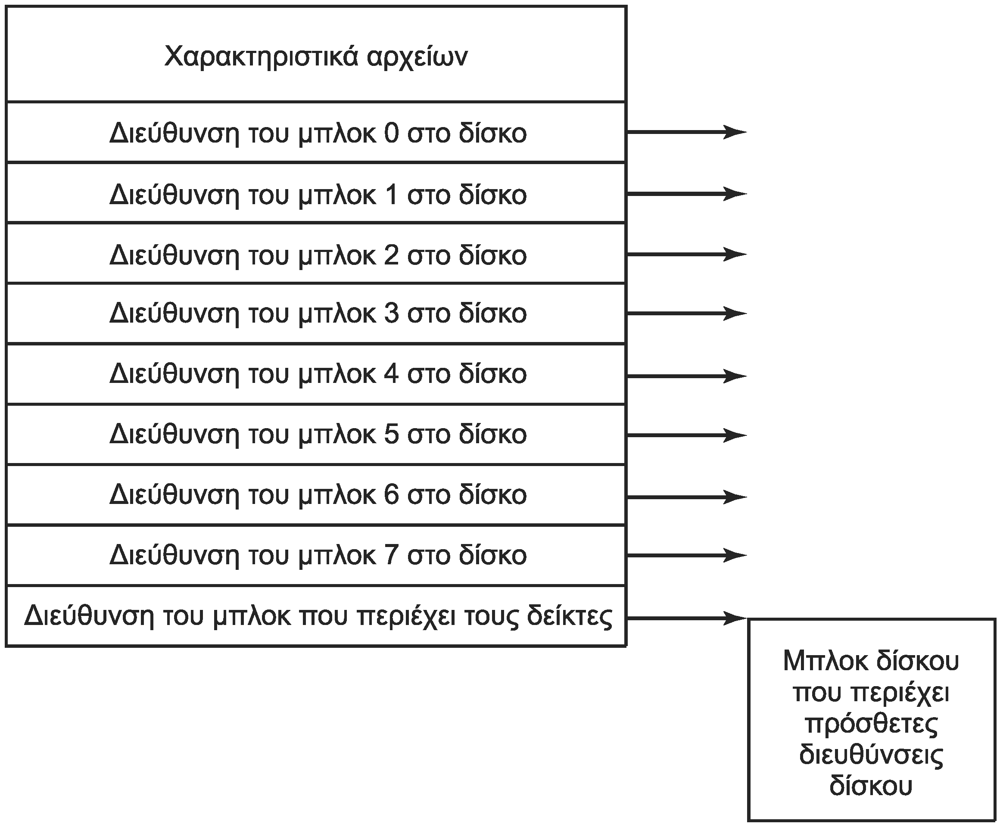 Χαρακτηριστικά αρχείων
Διεύθυνση του μπλοκ 0 στο δίσκο
Διεύθυνση του μπλοκ 1 στο δίσκο
Διεύθυνση του μπλοκ 2 στο δίσκο
Διεύθυνση του μπλοκ 3 στο δίσκο
Διεύθυνση του μπλοκ 4 στο δίσκο
Διεύθυνση του μπλοκ 5 στο δίσκο
Διεύθυνση του μπλοκ 6 στο δίσκο
Διεύθυνση του μπλοκ 7 στο δίσκο
Διεύθυνση του μπλοκ που περιέχει τους δείκτες
Μπλοκ δίσκου
που περιέχει
πρόσθετες
διευθύνσεις
δίσκου